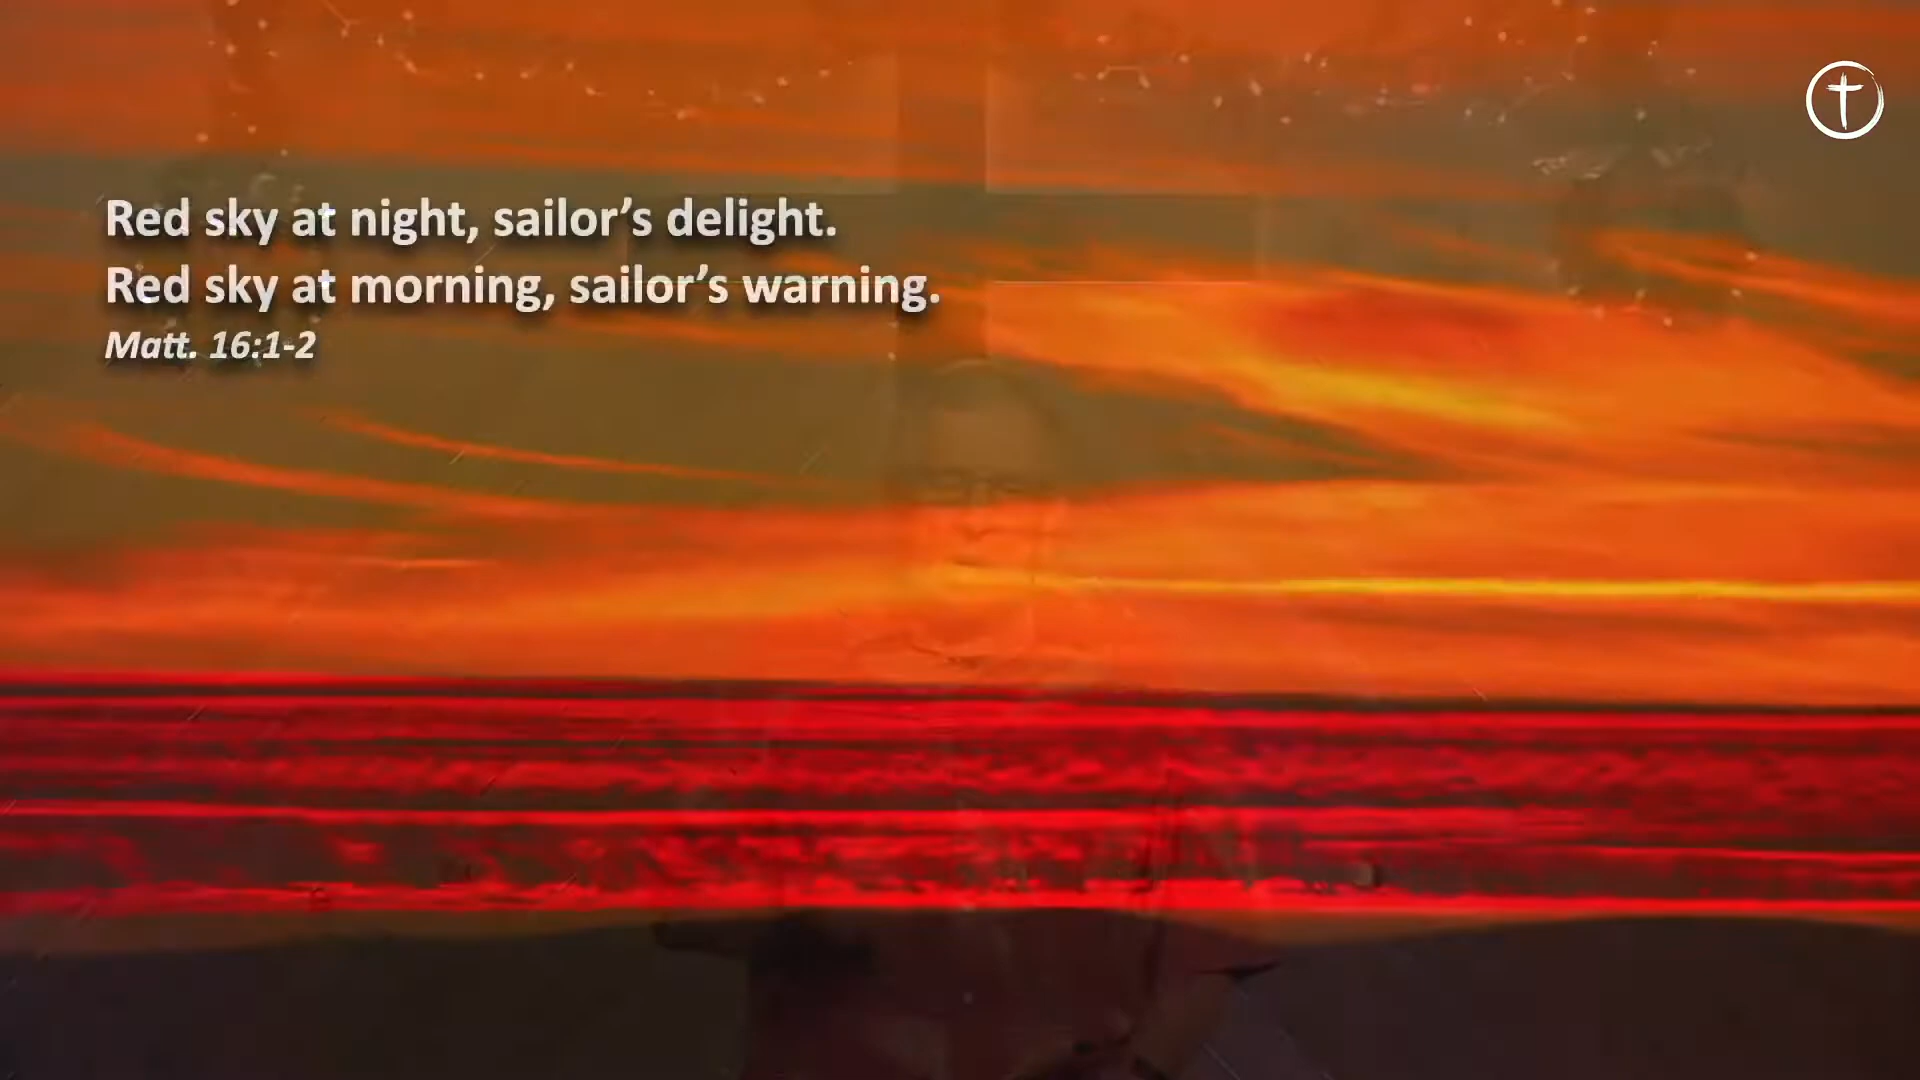 Red sky at night, sailor’s delight.
Red sky at morning, sailor’s warning.
Matt. 16:1-2